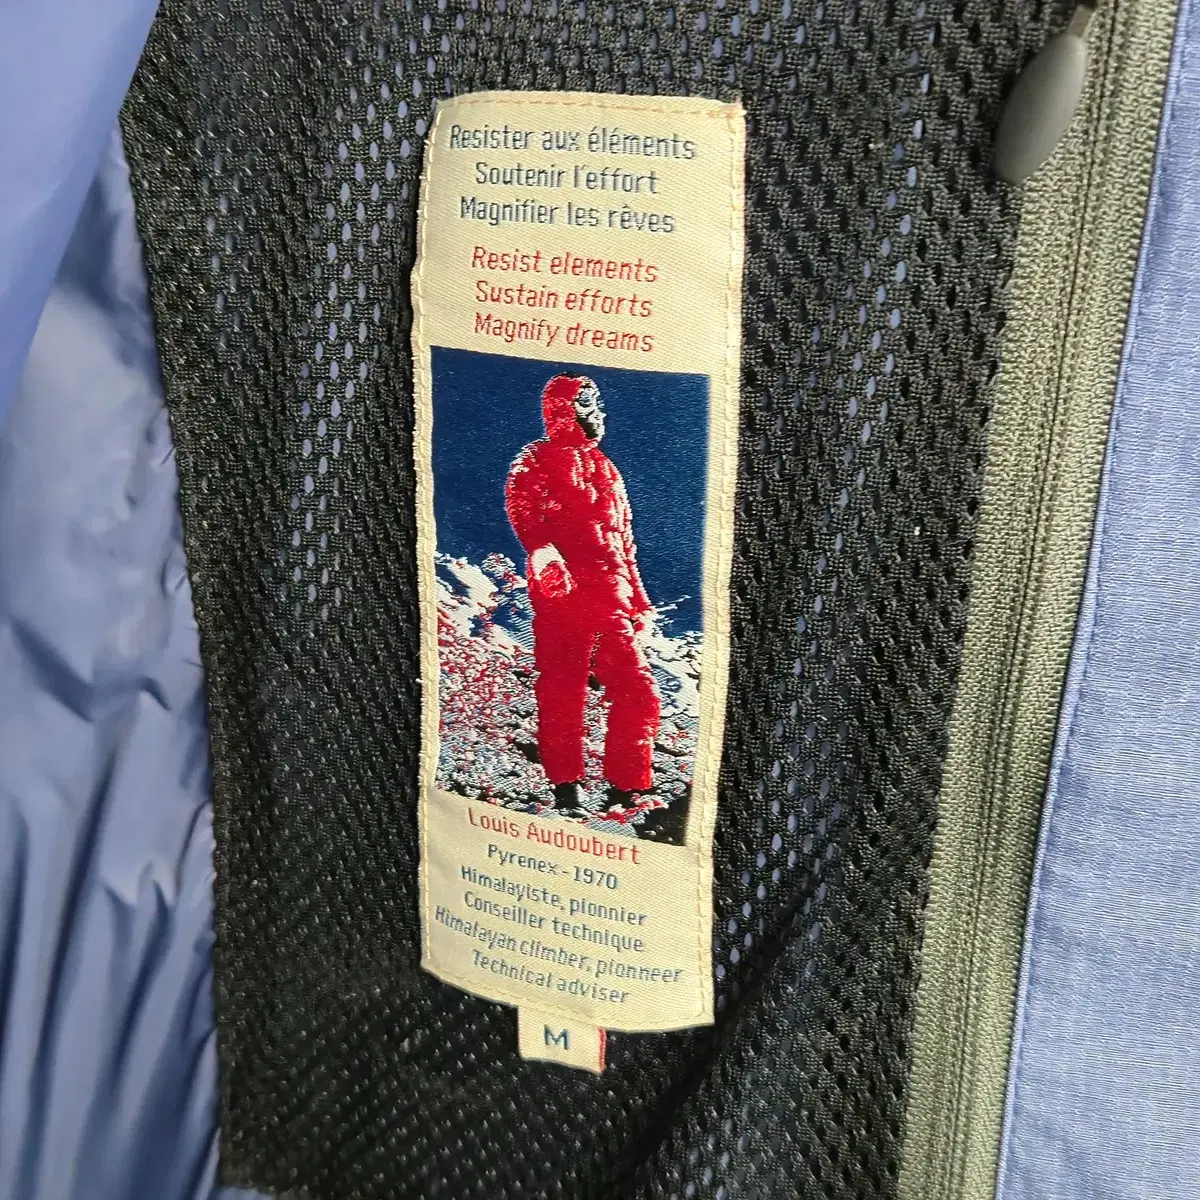 Resister aux éléments
Soutenir l'effort
Magnifier les rêves
Resist elements
Sustain efforts
Magnify dreams
Louis Audoubert
Pyrenex - 1970
Himalayiste, pionnier
Conseiller technique
Himalayan climber, pionneer
Technical adviser
M